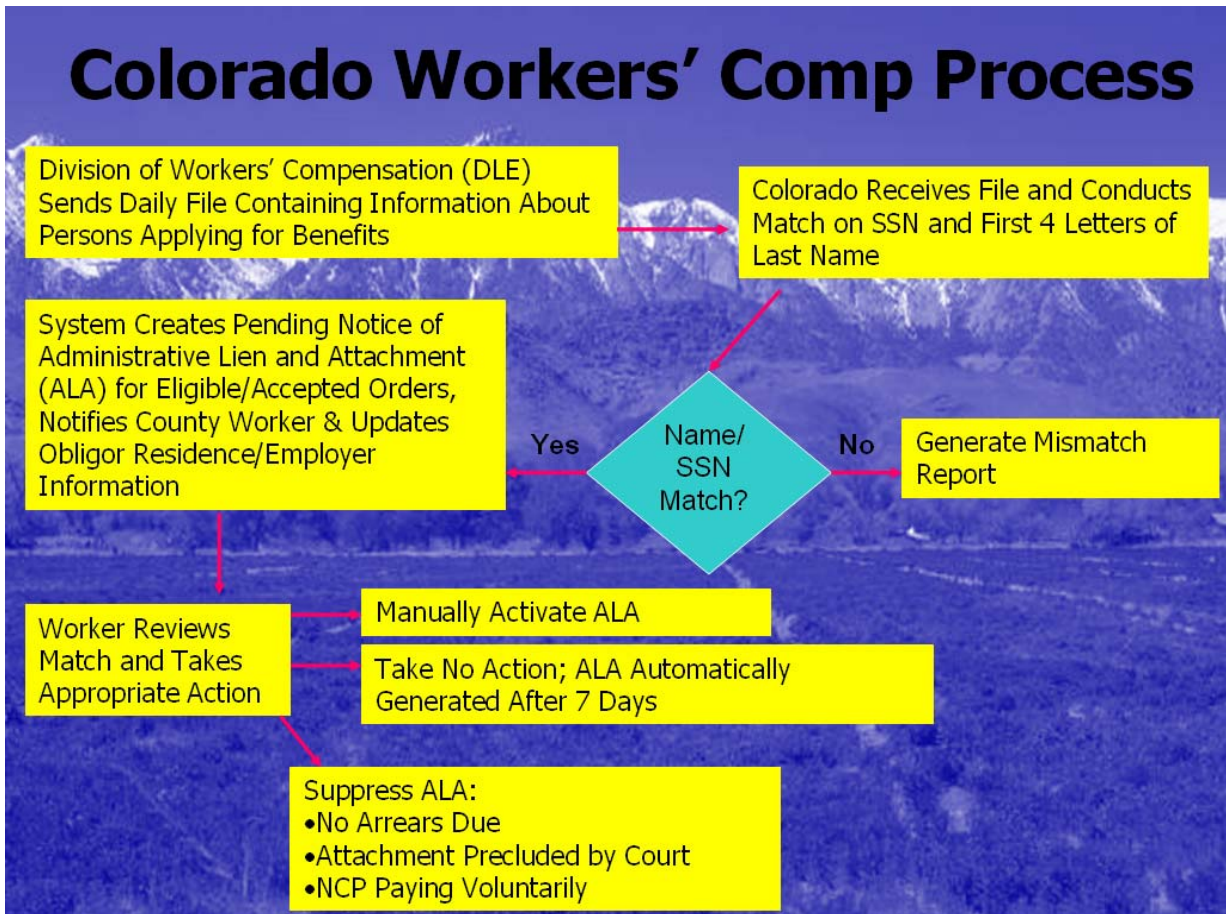 Colorado Workers' Comp Process
Division of Workers' Compensation (DLE)
Sends Daily File Containing Information About
Persons Applying for Benefits
Colorado Receives File and Conducts
Match on SSN and First 4 Letters of
Last Name
System Creates Pending Notice of
Administrative Lien and Attachment
(ALA) for Eligible/Accepted Orders,
Notifies County Worker & Updates
Obligor Residence/Employer
Information
Yes
Name/
SSN
Match?
No
Generate Mismatch
Report
Worker Reviews
Match and Takes
Appropriate Action
Manually Activate ALA
Take No Action; ALA Automatically
Generated After 7 Days
Suppress ALA:
•No Arrears Due
•Attachment Precluded by Court
•NCP Paying Voluntarily